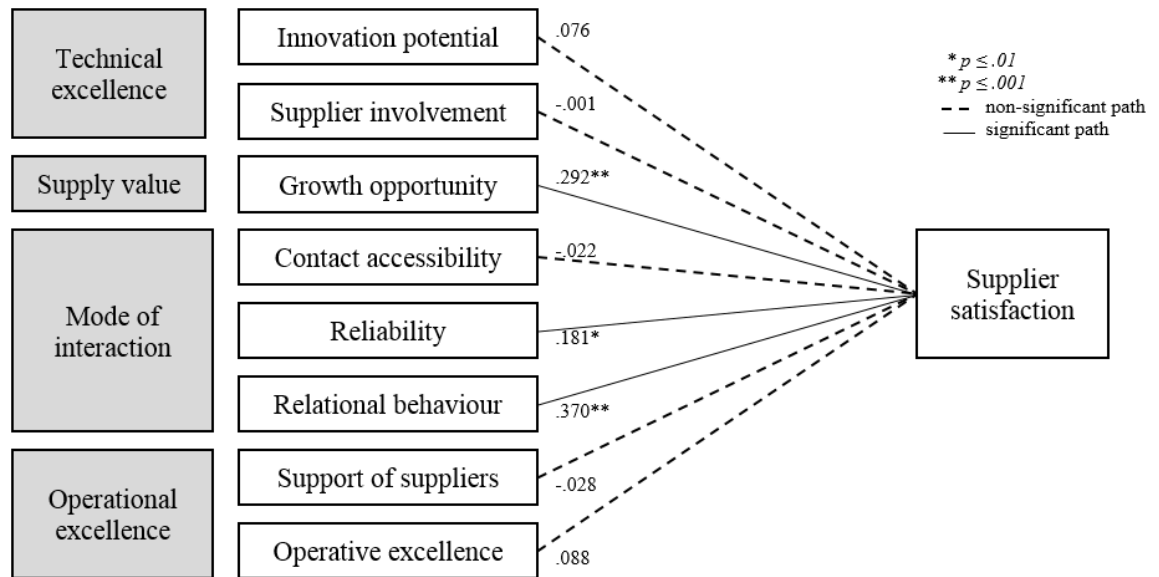 Technical
excellence
Innovation potential
.076
Supplier involvement
-.001
Supply value
Growth opportunity
.292**
Mode of
interaction
Contact accessibility
-.022
Reliability
.181*
Relational behaviour
.370**
Operational
excellence
Support of suppliers
-.028
Operative excellence
.088
Supplier
satisfaction
* p ≤ .01
** p ≤ .001
non-significant path
significant path